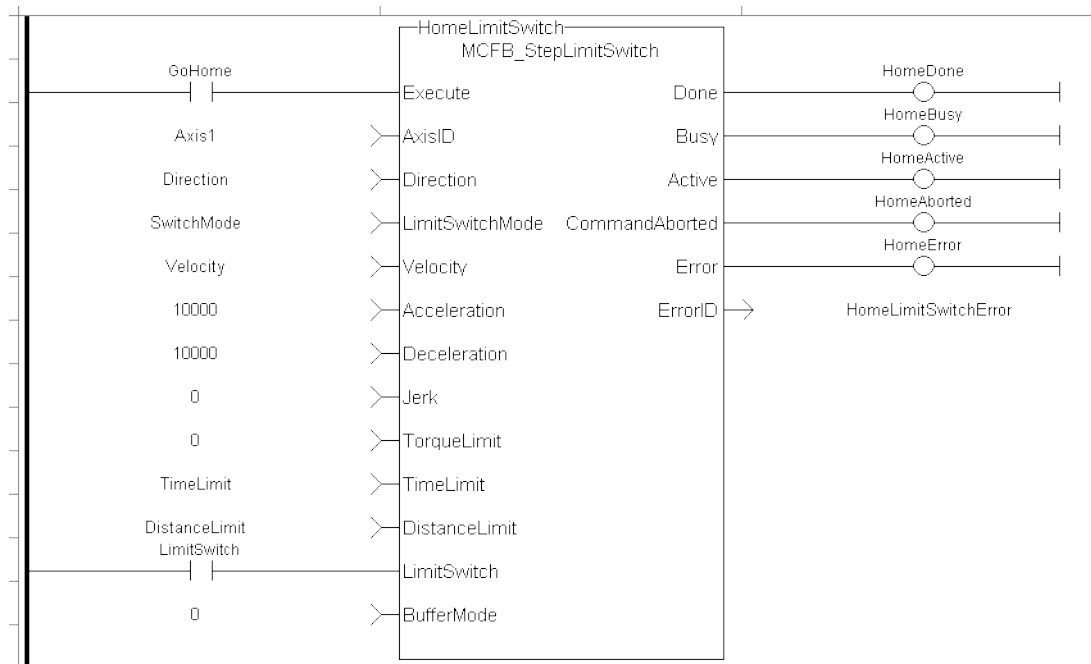 HomeLimitSwitch
MCFB_StepLimitSwitch
GoHome
Execute
Done
HomeDone
Axis1
AxisID
Busy
HomeBusy
Direction
Direction
Active
HomeActive
SwitchMode
LimitSwitchMode
CommandAborted
HomeAborted
Velocity
Velocity
Error
HomeError
10000
Acceleration
ErrorID
HomeLimitSwitchError
10000
Deceleration
0
Jerk
0
TorqueLimit
TimeLimit
TimeLimit
DistanceLimit
DistanceLimit
LimitSwitch
LimitSwitch
0
BufferMode